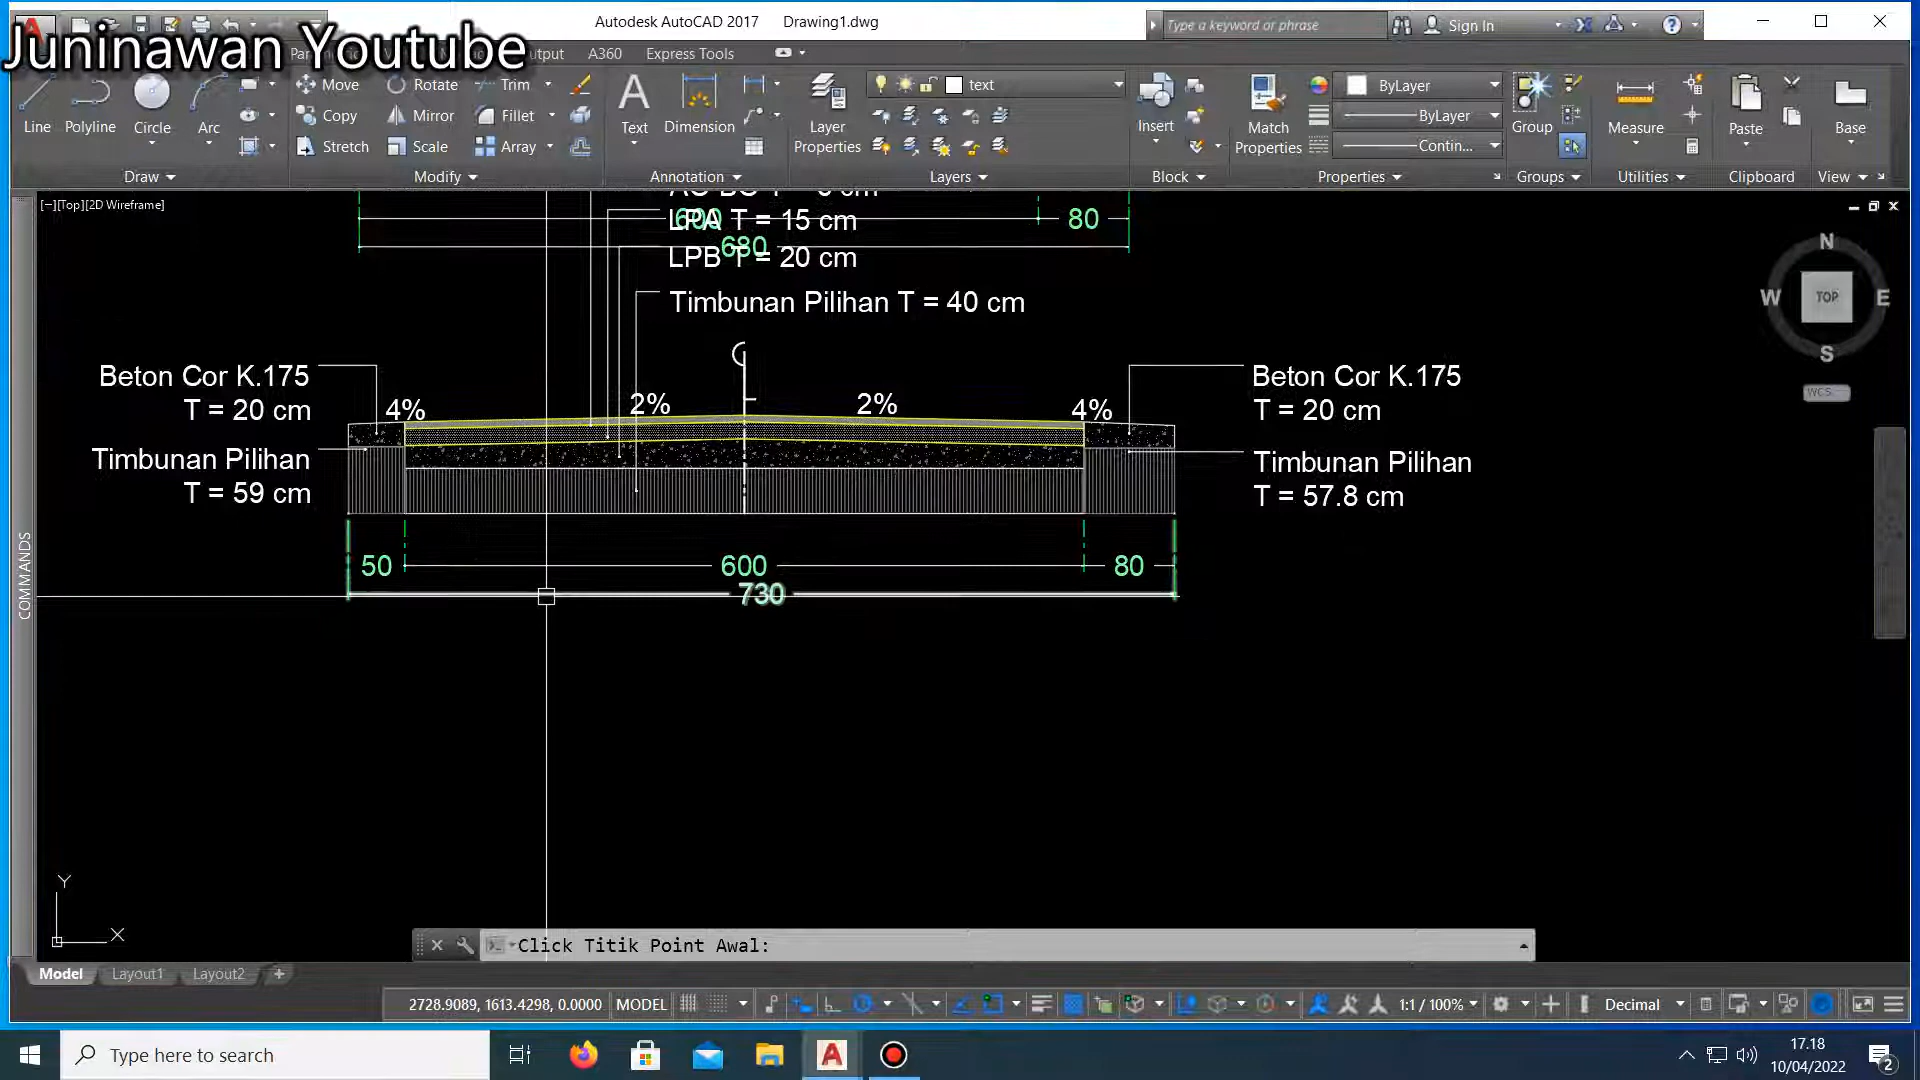 Autodesk AutoCAD 2017 Drawing1.dwg
Type a keyword or phrase
Sign In
Juninawan Youtube
utput
A360
Express Tools
Line
Polyline
Circle
Arc
Move
Copy
Stretch
Rotate
Mirror
Scale
Trim
Fillet
Array
Text
Dimension
Layer
Properties
text
Insert
Match
Properties
ByLayer
ByLayer
Contin...
Group
Measure
Paste
Base
Draw
Modify
Annotation
Layers
Block
Properties
Groups
Utilities
Clipboard
View
[−][Top][2D Wireframe]
600
80
LPA T = 15 cm
680
LPB T = 20 cm
Timbunan Pilihan T = 40 cm
N
W
TOP
E
S
WCS
Beton Cor K.175
T = 20 cm
4%
2%
2%
4%
Beton Cor K.175
T = 20 cm
Timbunan Pilihan
T = 59 cm
Timbunan Pilihan
T = 57.8 cm
50
600
80
730
COMMANDS
Y
X
Click Titik Point Awal:
Model
Layout1
Layout2
+
2728.9089, 1613.4298, 0.0000
MODEL
1:1 / 100%
Decimal
Type here to search
17.18
10/04/2022
2